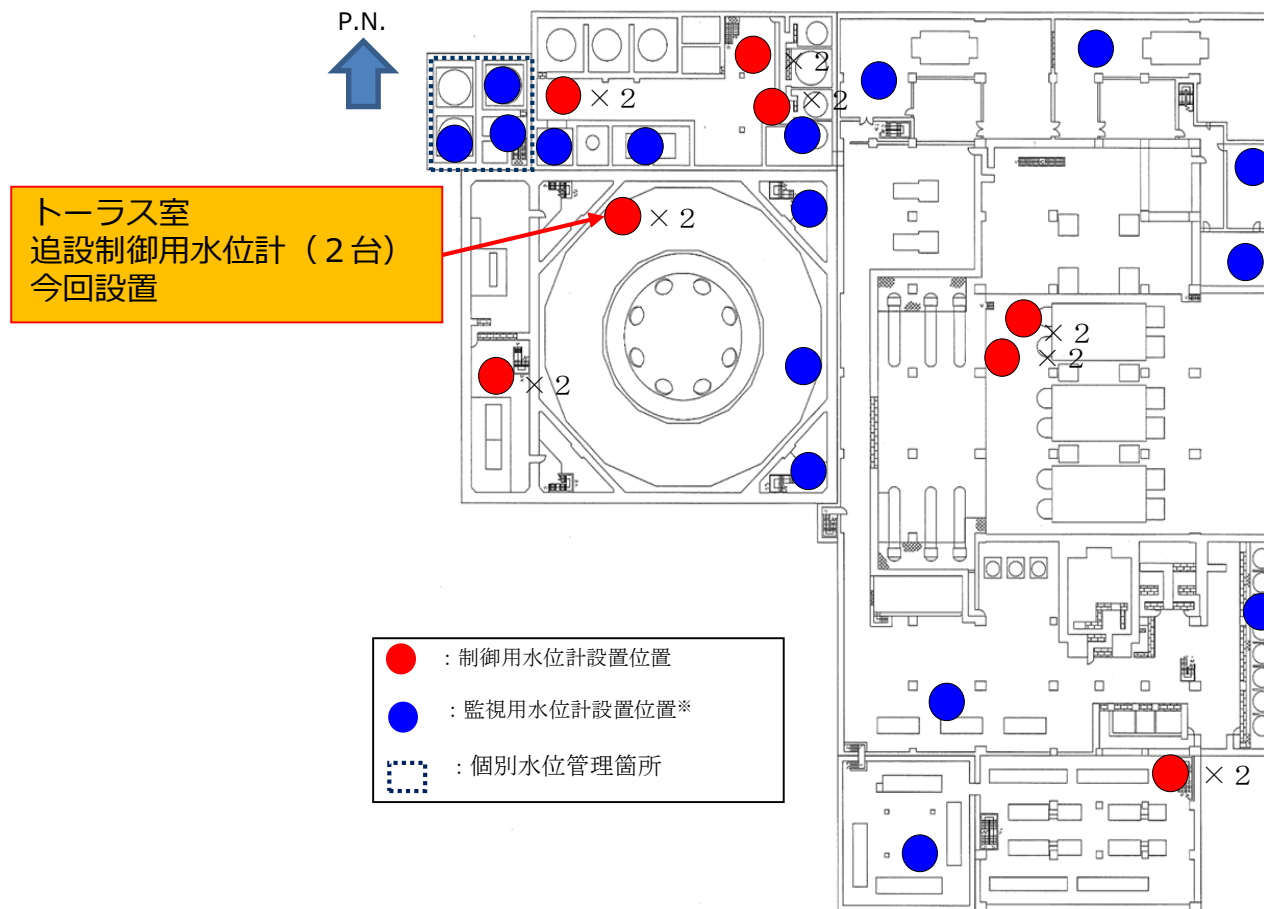 P.N.
× 2
× 2
× 2
トーラス室
追設制御用水位計（２台）
今回設置
× 2
× 2
× 2
× 2
：制御用水位計設置位置
：監視用水位計設置位置※
：個別水位管理箇所
× 2